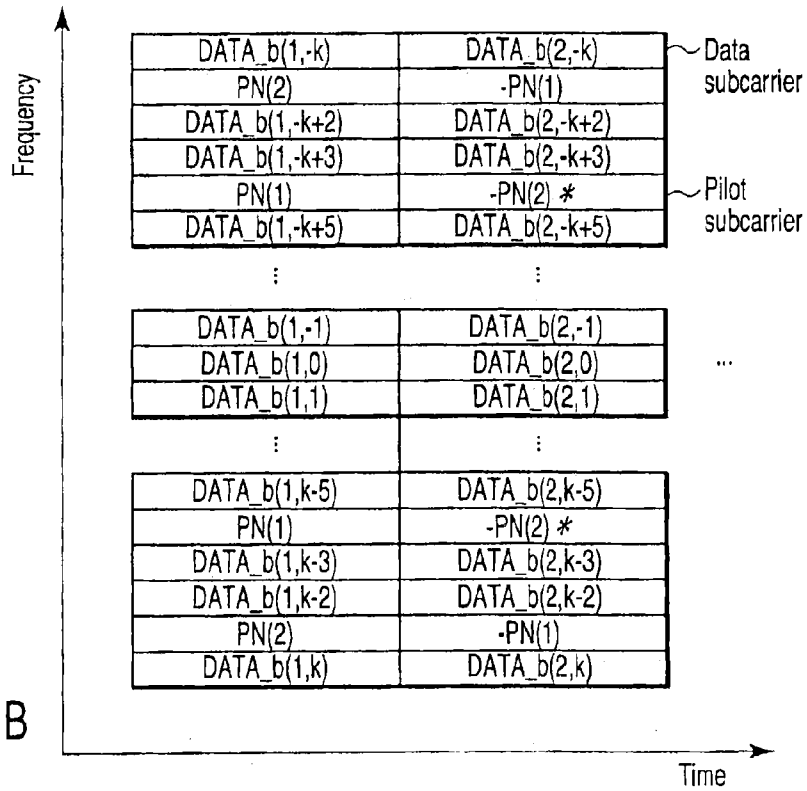 Frequency
DATA_b(1,-k) DATA_b(2,-k) Data
PN(2) -PN(1) subcarrier
DATA_b(1,-k+2) DATA_b(2,-k+2)
DATA_b(1,-k+3) DATA_b(2,-k+3)
PN(1) -PN(2) * Pilot
DATA_b(1,-k+5) DATA_b(2,-k+5) subcarrier
⋮ ⋮
DATA_b(1,-1) DATA_b(2,-1)
DATA_b(1,0) DATA_b(2,0) ...
DATA_b(1,1) DATA_b(2,1)
⋮ ⋮
DATA_b(1,k-5) DATA_b(2,k-5)
PN(1) -PN(2) *
DATA_b(1,k-3) DATA_b(2,k-3)
DATA_b(1,k-2) DATA_b(2,k-2)
PN(2) -PN(1)
DATA_b(1,k) DATA_b(2,k)
B
Time